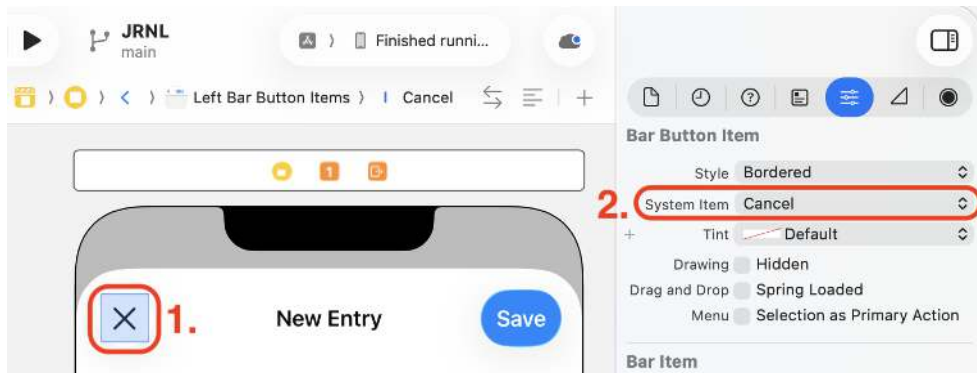 JRNL
main
Finished runni...
Left Bar Button Items
Cancel
Bar Button Item
Style Bordered
2. System Item Cancel
Tint Default
Drawing Hidden
Drag and Drop Spring Loaded
Menu Selection as Primary Action
Bar Item
1
1.
New Entry
Save